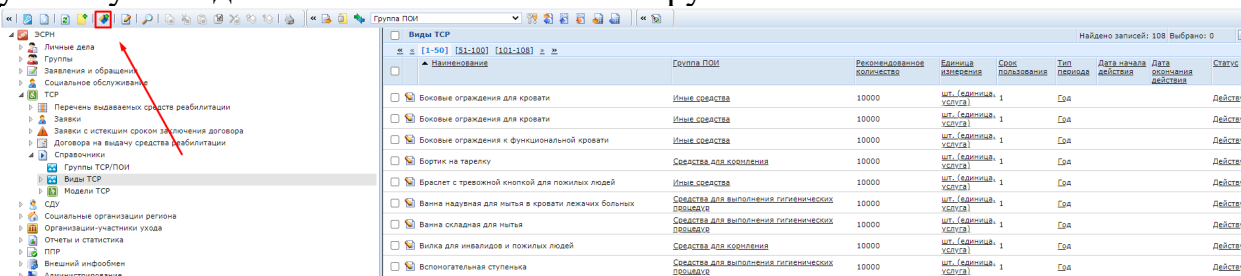 Группа ПОИ
ЭСРН
Личные дела
Группы
Заявления и обращения
Социальное обслуживание
ТСР
Перечень выдаваемых средств реабилитации
Заявки
Заявки с истекшим сроком заключения договора
Договора на выдачу средства реабилитации
Справочники
Группы ТСР/ПОИ
Виды ТСР
Модели ТСР
СДУ
Социальные организации региона
Организации-участники ухода
Отчеты и статистика
ППР
Внешний инфообмен
Администрирование
Виды ТСР Найдено записей: 108 Выбрано: 0
« « [1-50] [51-100] [101-108] » »
Наименование Группа ПОИ Рекомендованное количество Единица измерения Срок пользования Тип периода Дата начала действия Дата окончания действия Статус
Боковые ограждения для кровати Иные средства 10000 шт. (единица, услуга) 1 Год Действ
Боковые ограждения для кровати Иные средства 10000 шт. (единица, услуга) 1 Год Действ
Боковые ограждения к функциональной кровати Иные средства 10000 шт. (единица, услуга) 1 Год Действ
Бортик на тарелку Средства для кормления 10000 шт. (единица, услуга) 1 Год Действ
Браслет с тревожной кнопкой для пожилых людей Иные средства 10000 шт. (единица, услуга) 1 Год Действ
Ванна надувная для мытья в кровати лежачих больных Средства для выполнения гигиенических процедур 10000 шт. (единица, услуга) 1 Год Действ
Ванна складная для мытья Средства для выполнения гигиенических процедур 10000 шт. (единица, услуга) 1 Год Действ
Вилка для инвалидов и пожилых людей Средства для кормления 10000 шт. (единица, услуга) 1 Год Действ
Вспомогательная ступенька Средства для выполнения гигиенических процедур 10000 шт. (единица, услуга) 1 Год Действ